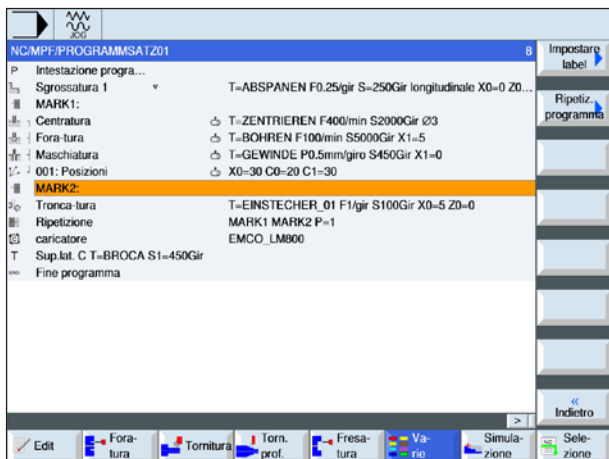 JOG
NC/MPF/PROGRAMMSATZ01 8
P Intestazione progra...
Sgrossatura 1 ▿ T=ABSPANEN F0.25/gir S=250Gir longitudinale X0=0 Z0...
MARK1:
Centratura T=ZENTRIEREN F400/min S2000Gir Ø3
Fora-tura T=BOHREN F100/min S5000Gir X1=5
Maschiatura T=GEWINDE P0.5mm/giro S450Gir X1=0
001: Posizioni X0=30 C0=20 C1=30
MARK2:
Tronca-tura T=EINSTECHER_01 F1/gir S100Gir X0=5 Z0=0
Ripetizione MARK1 MARK2 P=1
caricatore EMCO_LM800
T Sup.lat. C T=BROCA S1=450Gir
END Fine programma
Impostare
label
Ripetiz.
programma
«
Indietro
>
Edit
Fora-
tura
Tornitura
Torn.
prof.
Fresa-
tura
Va-
rie
Simula-
zione
NC
Sele-
zione